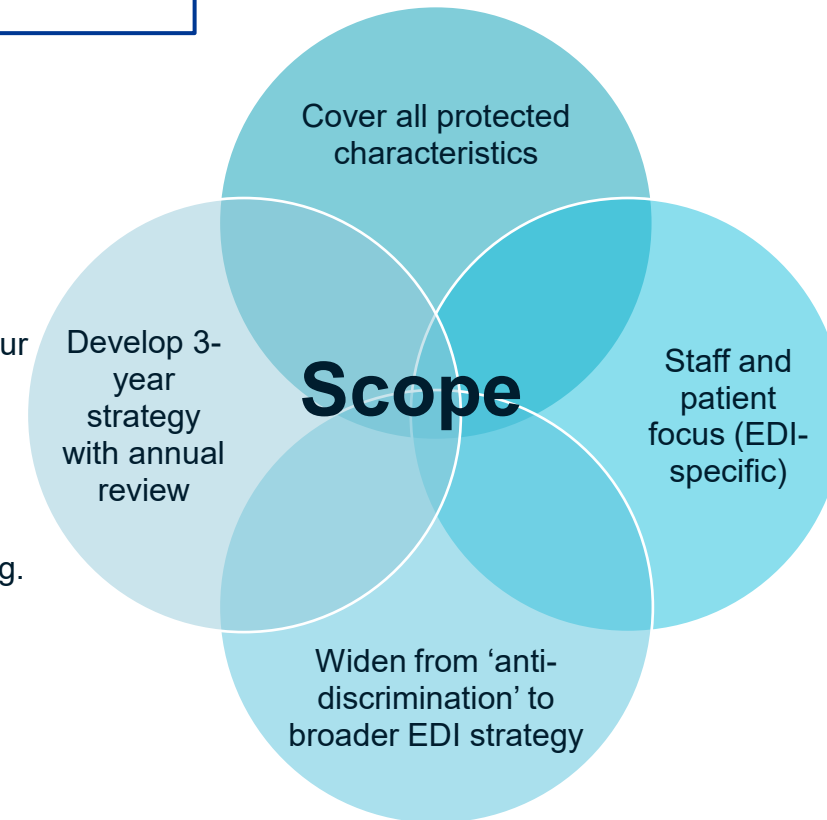 Cover all protected
characteristics
ur
Develop 3-
year
strategy
with annual
review
Scope
Staff and
patient
focus (EDI-
specific)
g.
Widen from ‘anti-
discrimination’ to
broader EDI strategy